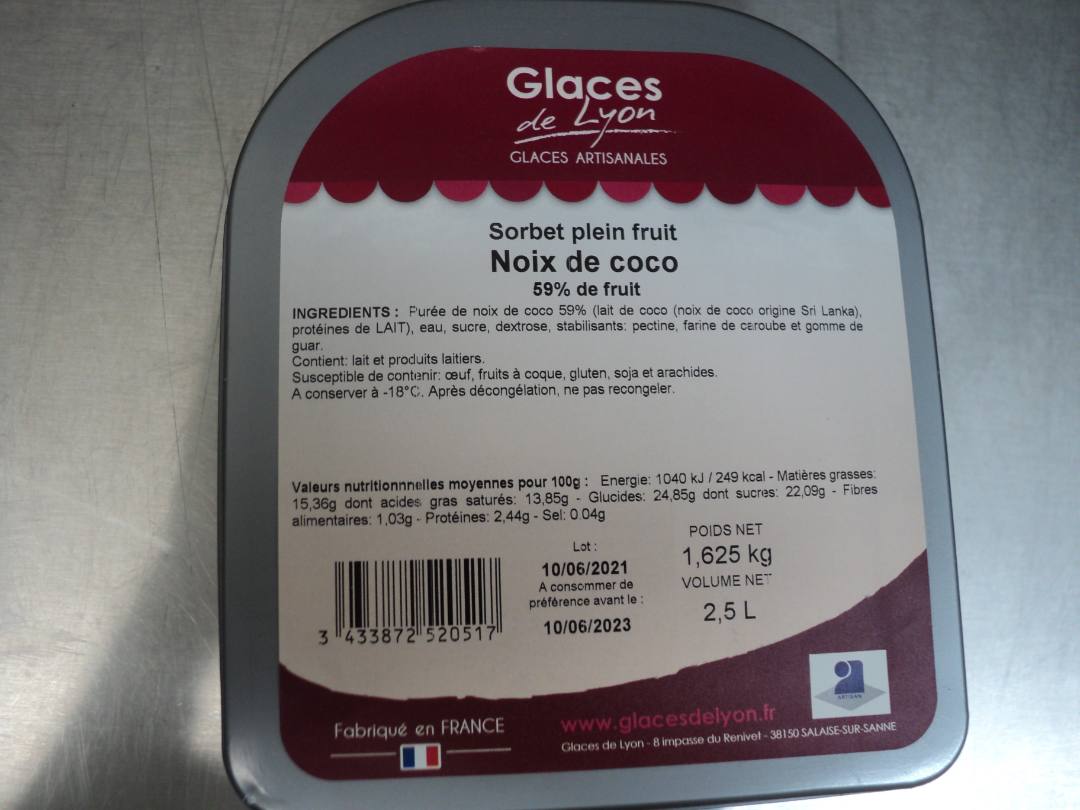 Glaces
de Lyon
GLACES ARTISANALES
Sorbet plein fruit
Noix de coco
59% de fruit
INGREDIENTS : Purée de noix de coco 59% (lait de coco (noix de coco origine Sri Lanka),
protéines de LAIT), eau, sucre, dextrose, stabilisants: pectine, farine de caroube et gomme de
guar.
Contient: lait et produits laitiers.
Susceptible de contenir: œuf, fruits à coque, gluten, soja et arachides.
A conserver à -18°C. Après décongélation, ne pas recongeler.
Valeurs nutritionnnelles moyennes pour 100g : Energie: 1040 kJ / 249 kcal - Matières grasses:
15,36g dont acides gras saturés: 13,85g - Glucides: 24,85g dont sucres: 22,09g - Fibres
alimentaires: 1,03g - Protéines: 2,44g - Sel: 0.04g
Lot :
10/06/2021
A consommer de
préférence avant le :
10/06/2023
POIDS NET
1,625 kg
VOLUME NET
2,5 L
3 433872 520517
Fabriqué en FRANCE
www.glacesdelyon.fr
Glaces de Lyon - 8 impasse du Renivet - 38150 SALAISE-SUR-SANNE
ARTISAN